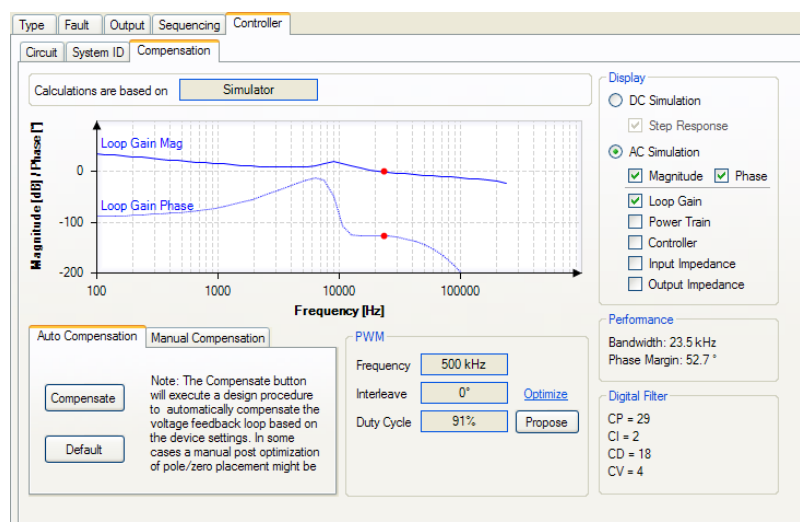 Type Fault Output Sequencing Controller
Circuit System ID Compensation
Calculations are based on Simulator
Magnitude [dB] / Phase [°]
Loop Gain Mag
Loop Gain Phase
0
-100
-200
100 1000 10000 100000
Frequency [Hz]
Auto Compensation Manual Compensation
Compensate
Default
Note: The Compensate button
will execute a design procedure
to automatically compensate the
voltage feedback loop based on
the device settings. In some
cases a manual post optimization
of pole/zero placement might be
PWM
Frequency 500 kHz
Interleave 0° Optimize
Duty Cycle 91% Propose
Display
DC Simulation
Step Response
AC Simulation
Magnitude Phase
Loop Gain
Power Train
Controller
Input Impedance
Output Impedance
Performance
Bandwidth: 23.5 kHz
Phase Margin: 52.7 °
Digital Filter
CP = 29
CI = 2
CD = 18
CV = 4